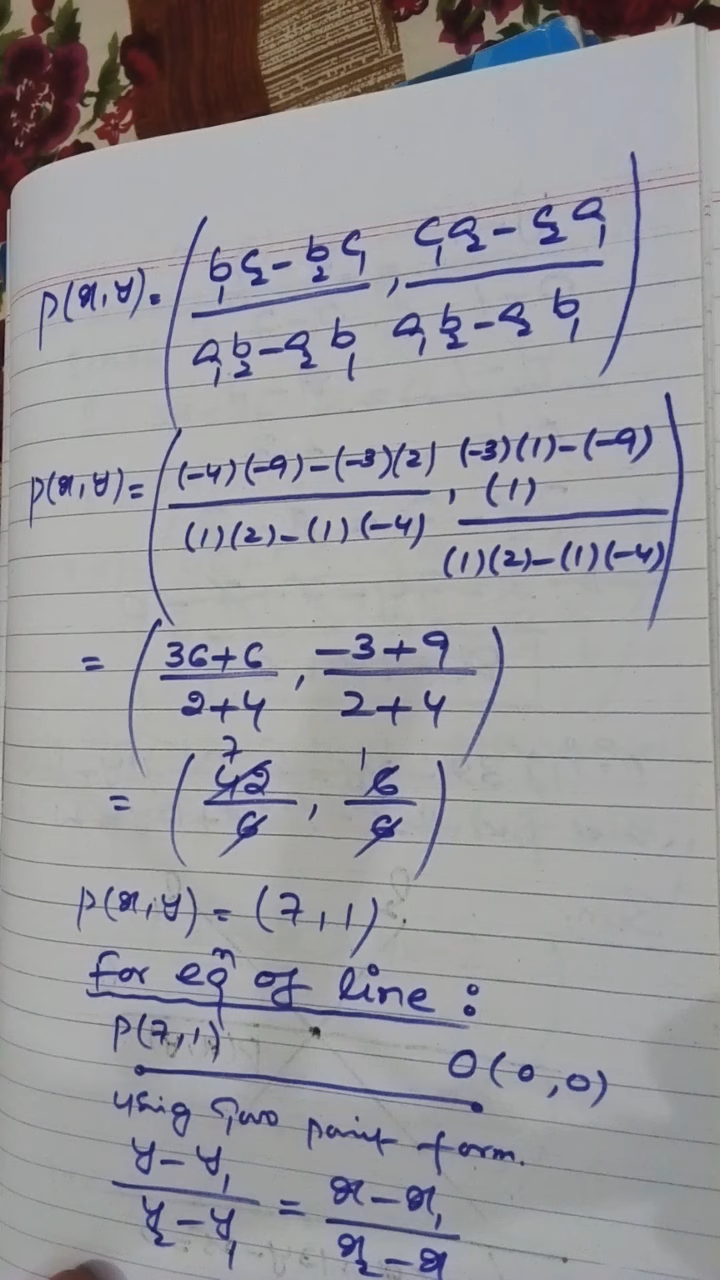 P(x,y) = ( (b₁c₂-b₂c₁)/(a₁b₂-a₂b₁) , (c₁a₂-c₂a₁)/(a₁b₂-a₂b₁) )
P(x,y) = ( ((-4)(-9)-(-3)(2))/((1)(2)-(1)(-4)) , ((-3)(1)-(-9)(1))/((1)(2)-(1)(-4)) )
= ( (36+6)/(2+4) , (-3+9)/(2+4) )
= ( 42/6 , 6/6 ) 7 1
P(x,y) = (7,1)
for eqⁿ of line :
P(7,1) O(0,0)
using two point form.
(y-y₁)/(y₂-y₁) = (x-x₁)/(x₂-x₁)